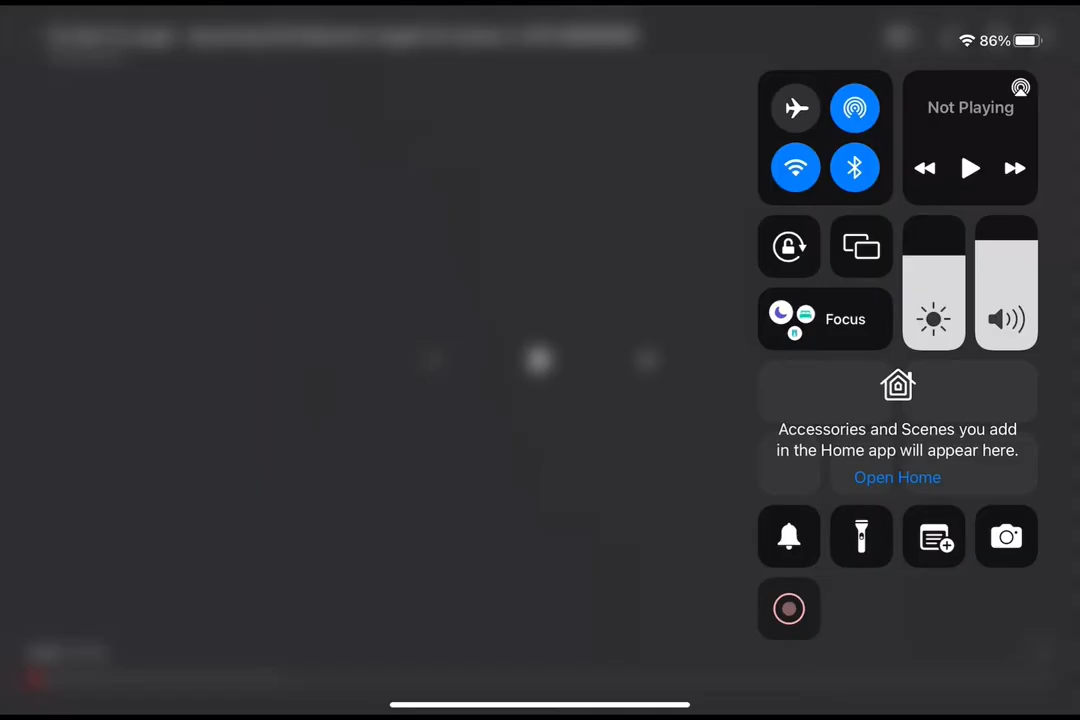 86%
Not Playing
Focus
Accessories and Scenes you add
in the Home app will appear here.
Open Home